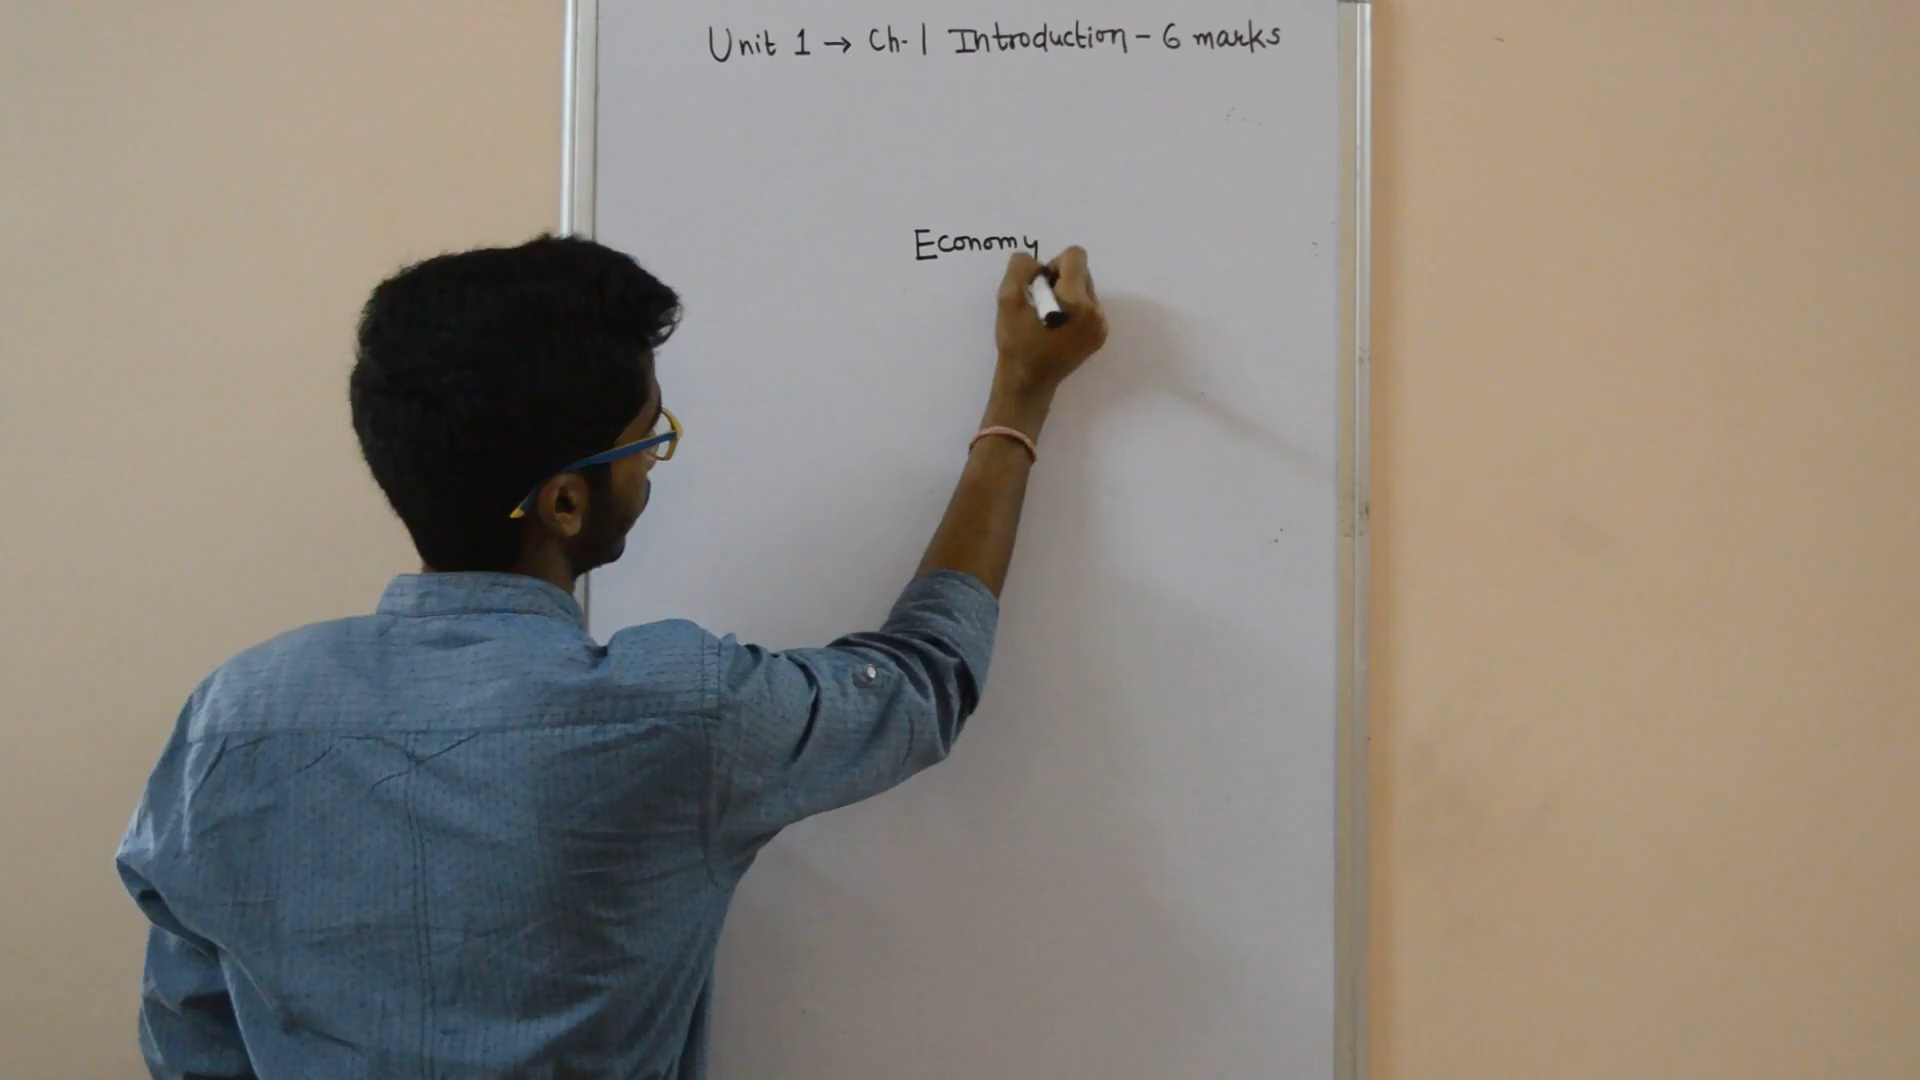 Unit 1 → Ch-1 Introduction - 6 marks
Economy